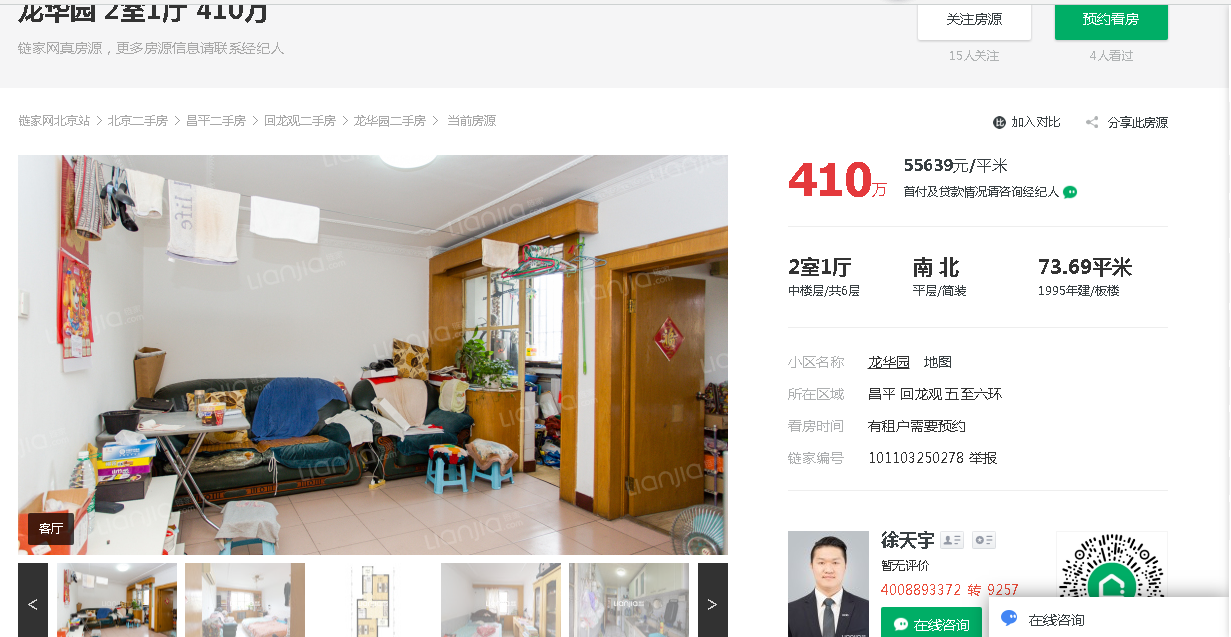 龙华园 2室1厅 410万
链家网真房源，更多房源信息请联系经纪人
关注房源
预约看房
15人关注
4人看过
链家网北京站 > 北京二手房 > 昌平二手房 > 回龙观二手房 > 龙华园二手房 > 当前房源
加入对比
分享此房源
客厅
<
>
410万
55639元/平米
首付及贷款情况请咨询经纪人
2室1厅
中楼层/共6层
南 北
平层/简装
73.69平米
1995年建/板楼
小区名称 龙华园 地图
所在区域 昌平 回龙观 五至六环
看房时间 有租户需要预约
链家编号 101103250278 举报
徐天宇
暂无评价
4008893372 转 9257
在线咨询
在线咨询
lianjia.com